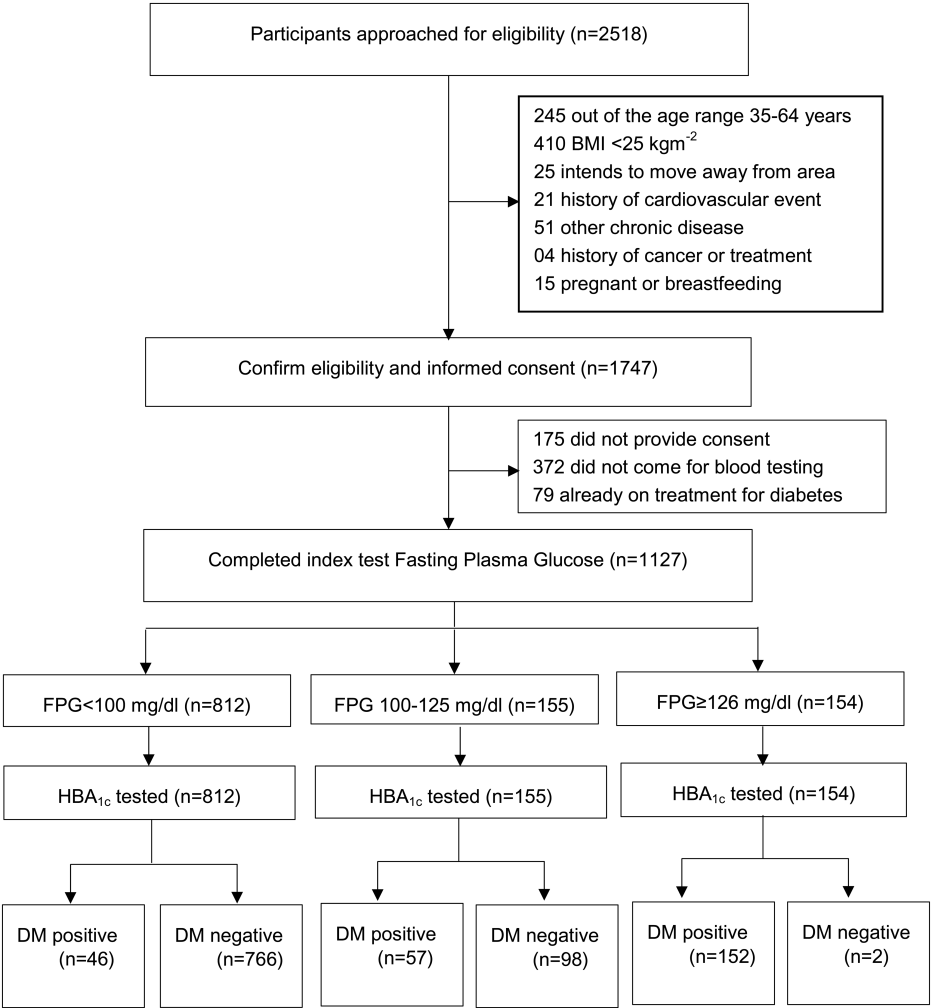 Participants approached for eligibility (n=2518)
245 out of the age range 35-64 years
410 BMI <25 kgm-2
25 intends to move away from area
21 history of cardiovascular event
51 other chronic disease
04 history of cancer or treatment
15 pregnant or breastfeeding
Confirm eligibility and informed consent (n=1747)
175 did not provide consent
372 did not come for blood testing
79 already on treatment for diabetes
Completed index test Fasting Plasma Glucose (n=1127)
FPG<100 mg/dl (n=812)
FPG 100-125 mg/dl (n=155)
FPG≥126 mg/dl (n=154)
HBA1c tested (n=812)
HBA1c tested (n=155)
HBA1c tested (n=154)
DM positive
(n=46)
DM negative
(n=766)
DM positive
(n=57)
DM negative
(n=98)
DM positive
(n=152)
DM negative
(n=2)